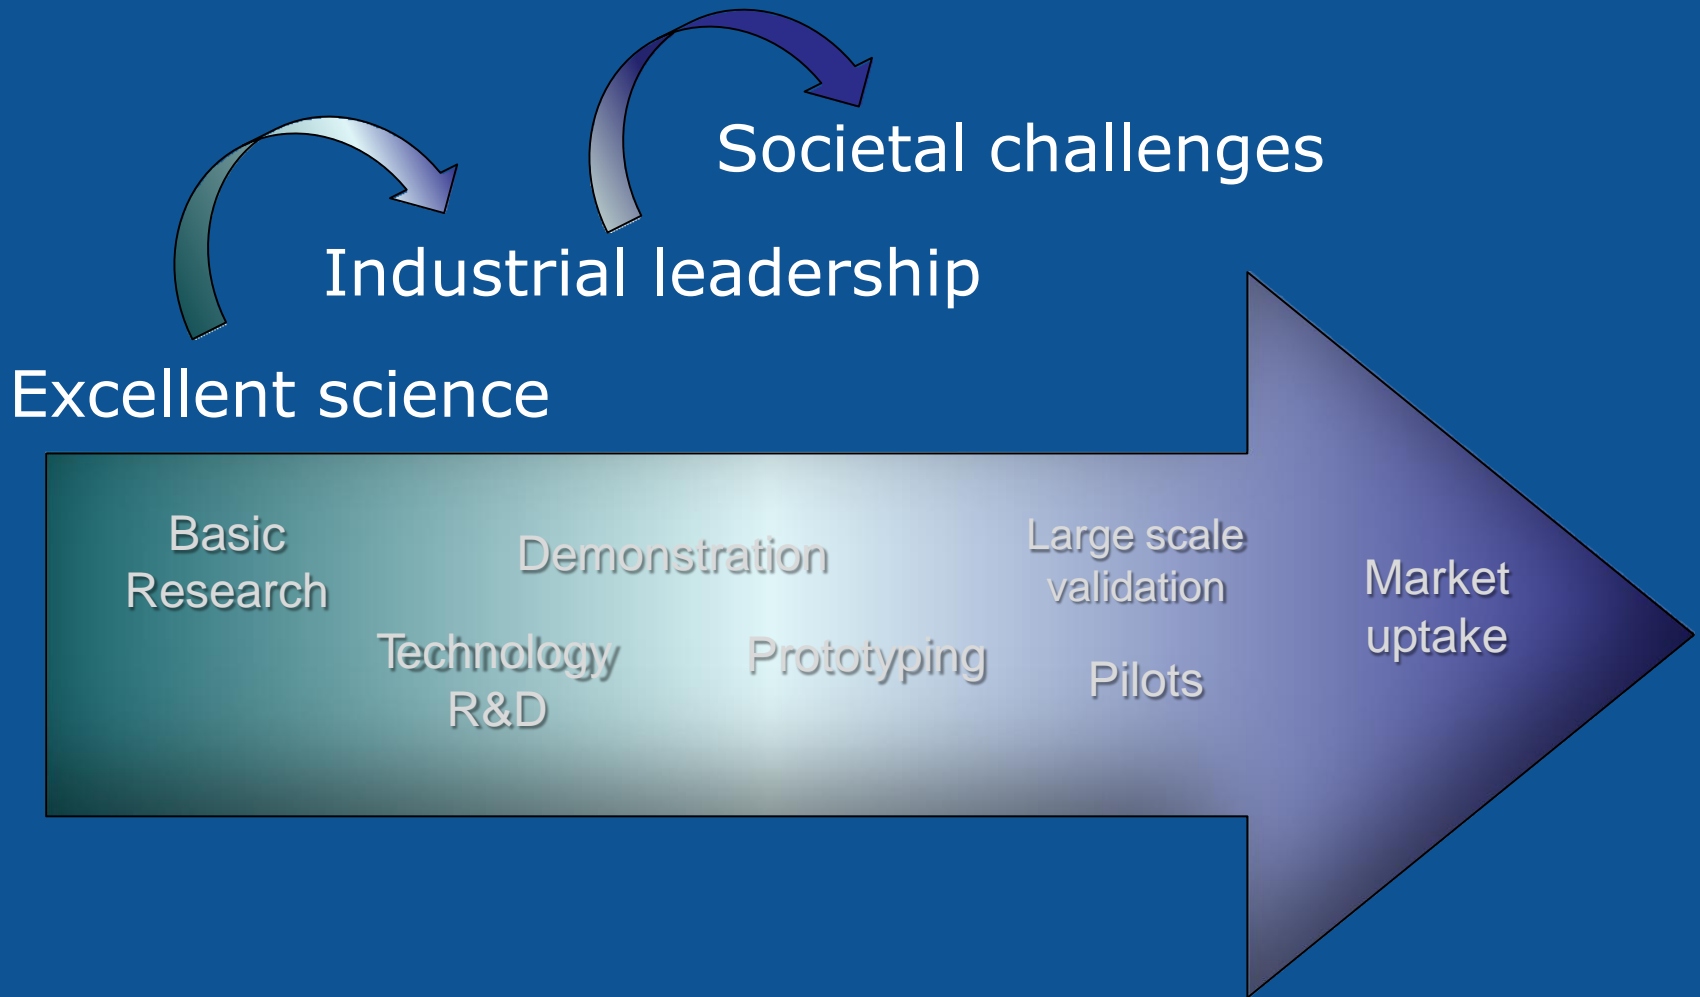 Societal challenges
Industrial leadership
Excellent science
Basic
Research
Demonstration
Large scale
validation
Market
uptake
Technology
R&D
Prototyping
Pilots